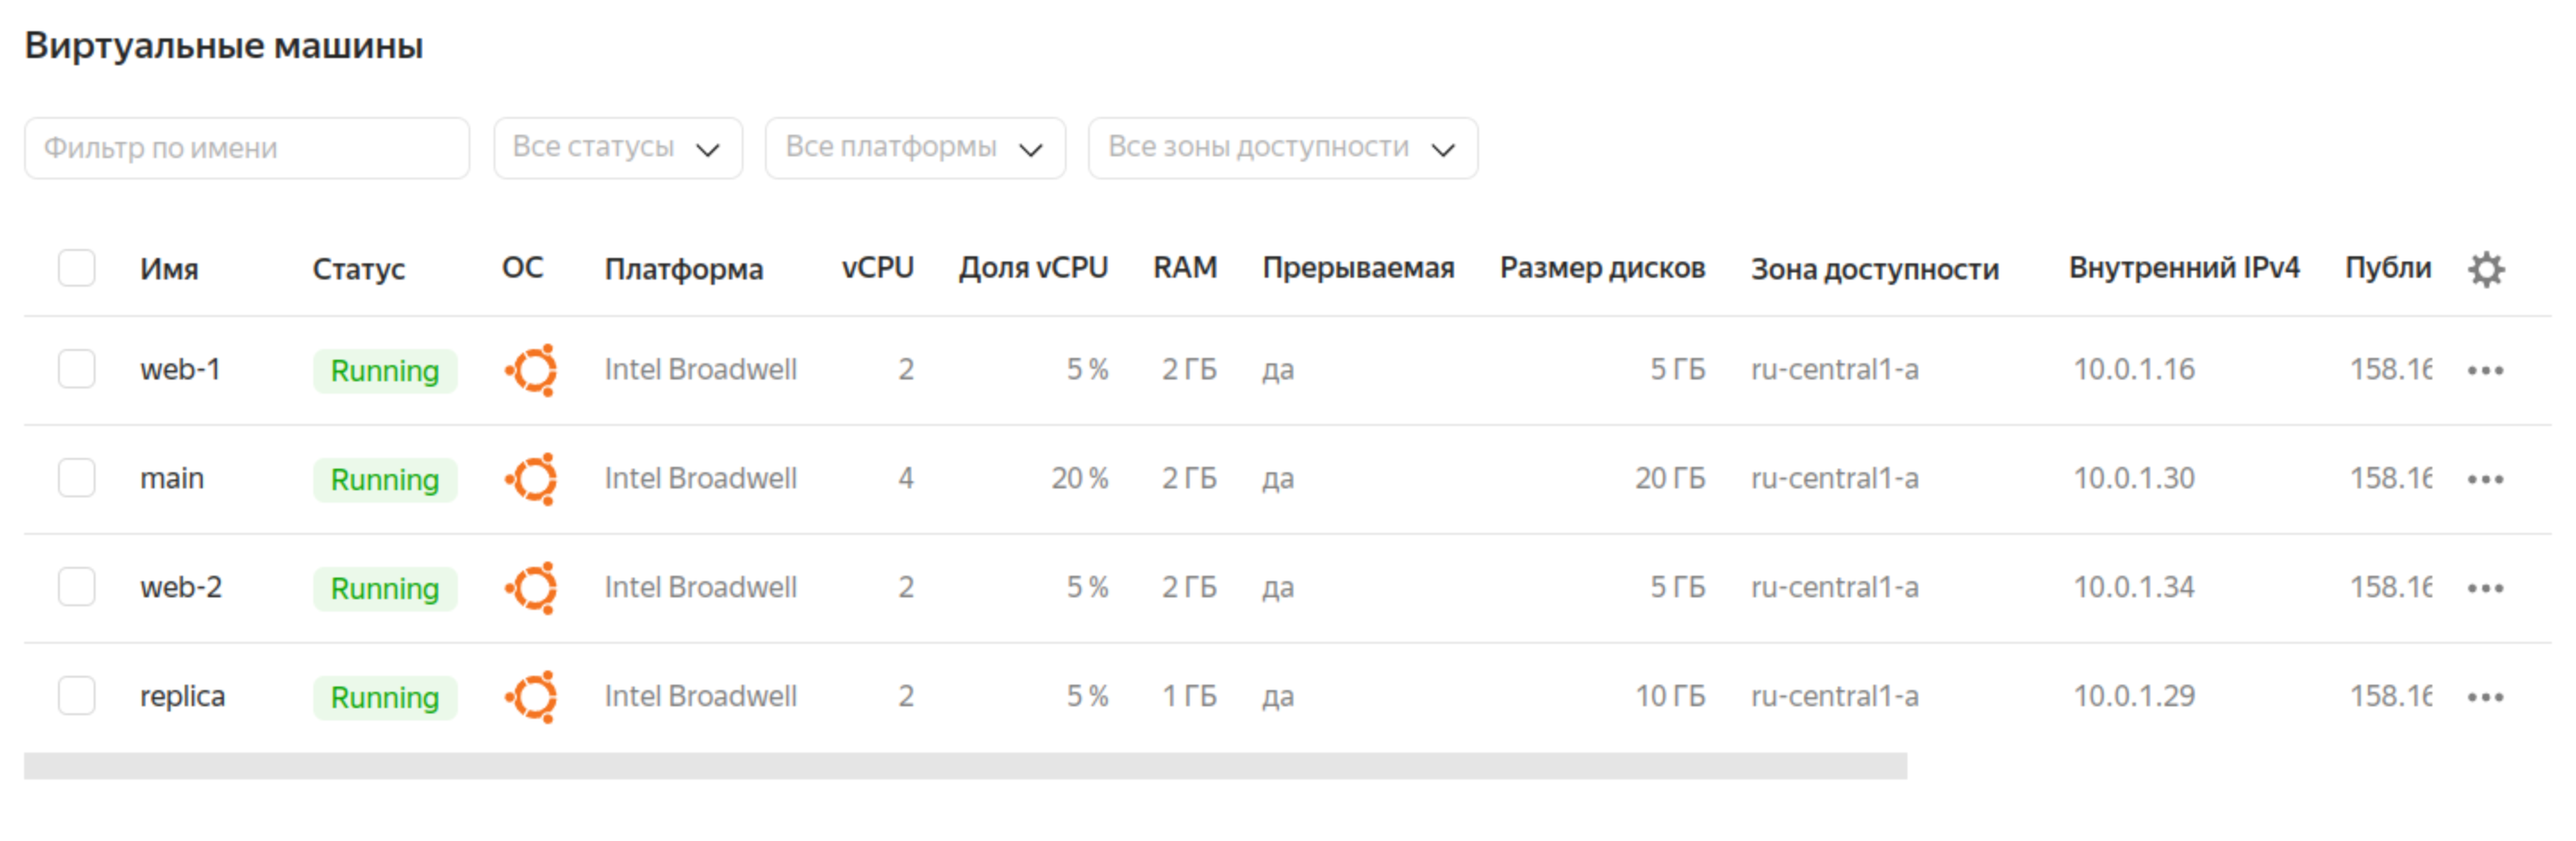 Виртуальные машины
Фильтр по имени Все статусы Все платформы Все зоны доступности
Имя Статус ОС Платформа vCPU Доля vCPU RAM Прерываемая Размер дисков Зона доступности Внутренний IPv4 Публи
web-1 Running Intel Broadwell 2 5 % 2 ГБ да 5 ГБ ru-central1-a 10.0.1.16 158.16
main Running Intel Broadwell 4 20 % 2 ГБ да 20 ГБ ru-central1-a 10.0.1.30 158.16
web-2 Running Intel Broadwell 2 5 % 2 ГБ да 5 ГБ ru-central1-a 10.0.1.34 158.16
replica Running Intel Broadwell 2 5 % 1 ГБ да 10 ГБ ru-central1-a 10.0.1.29 158.16